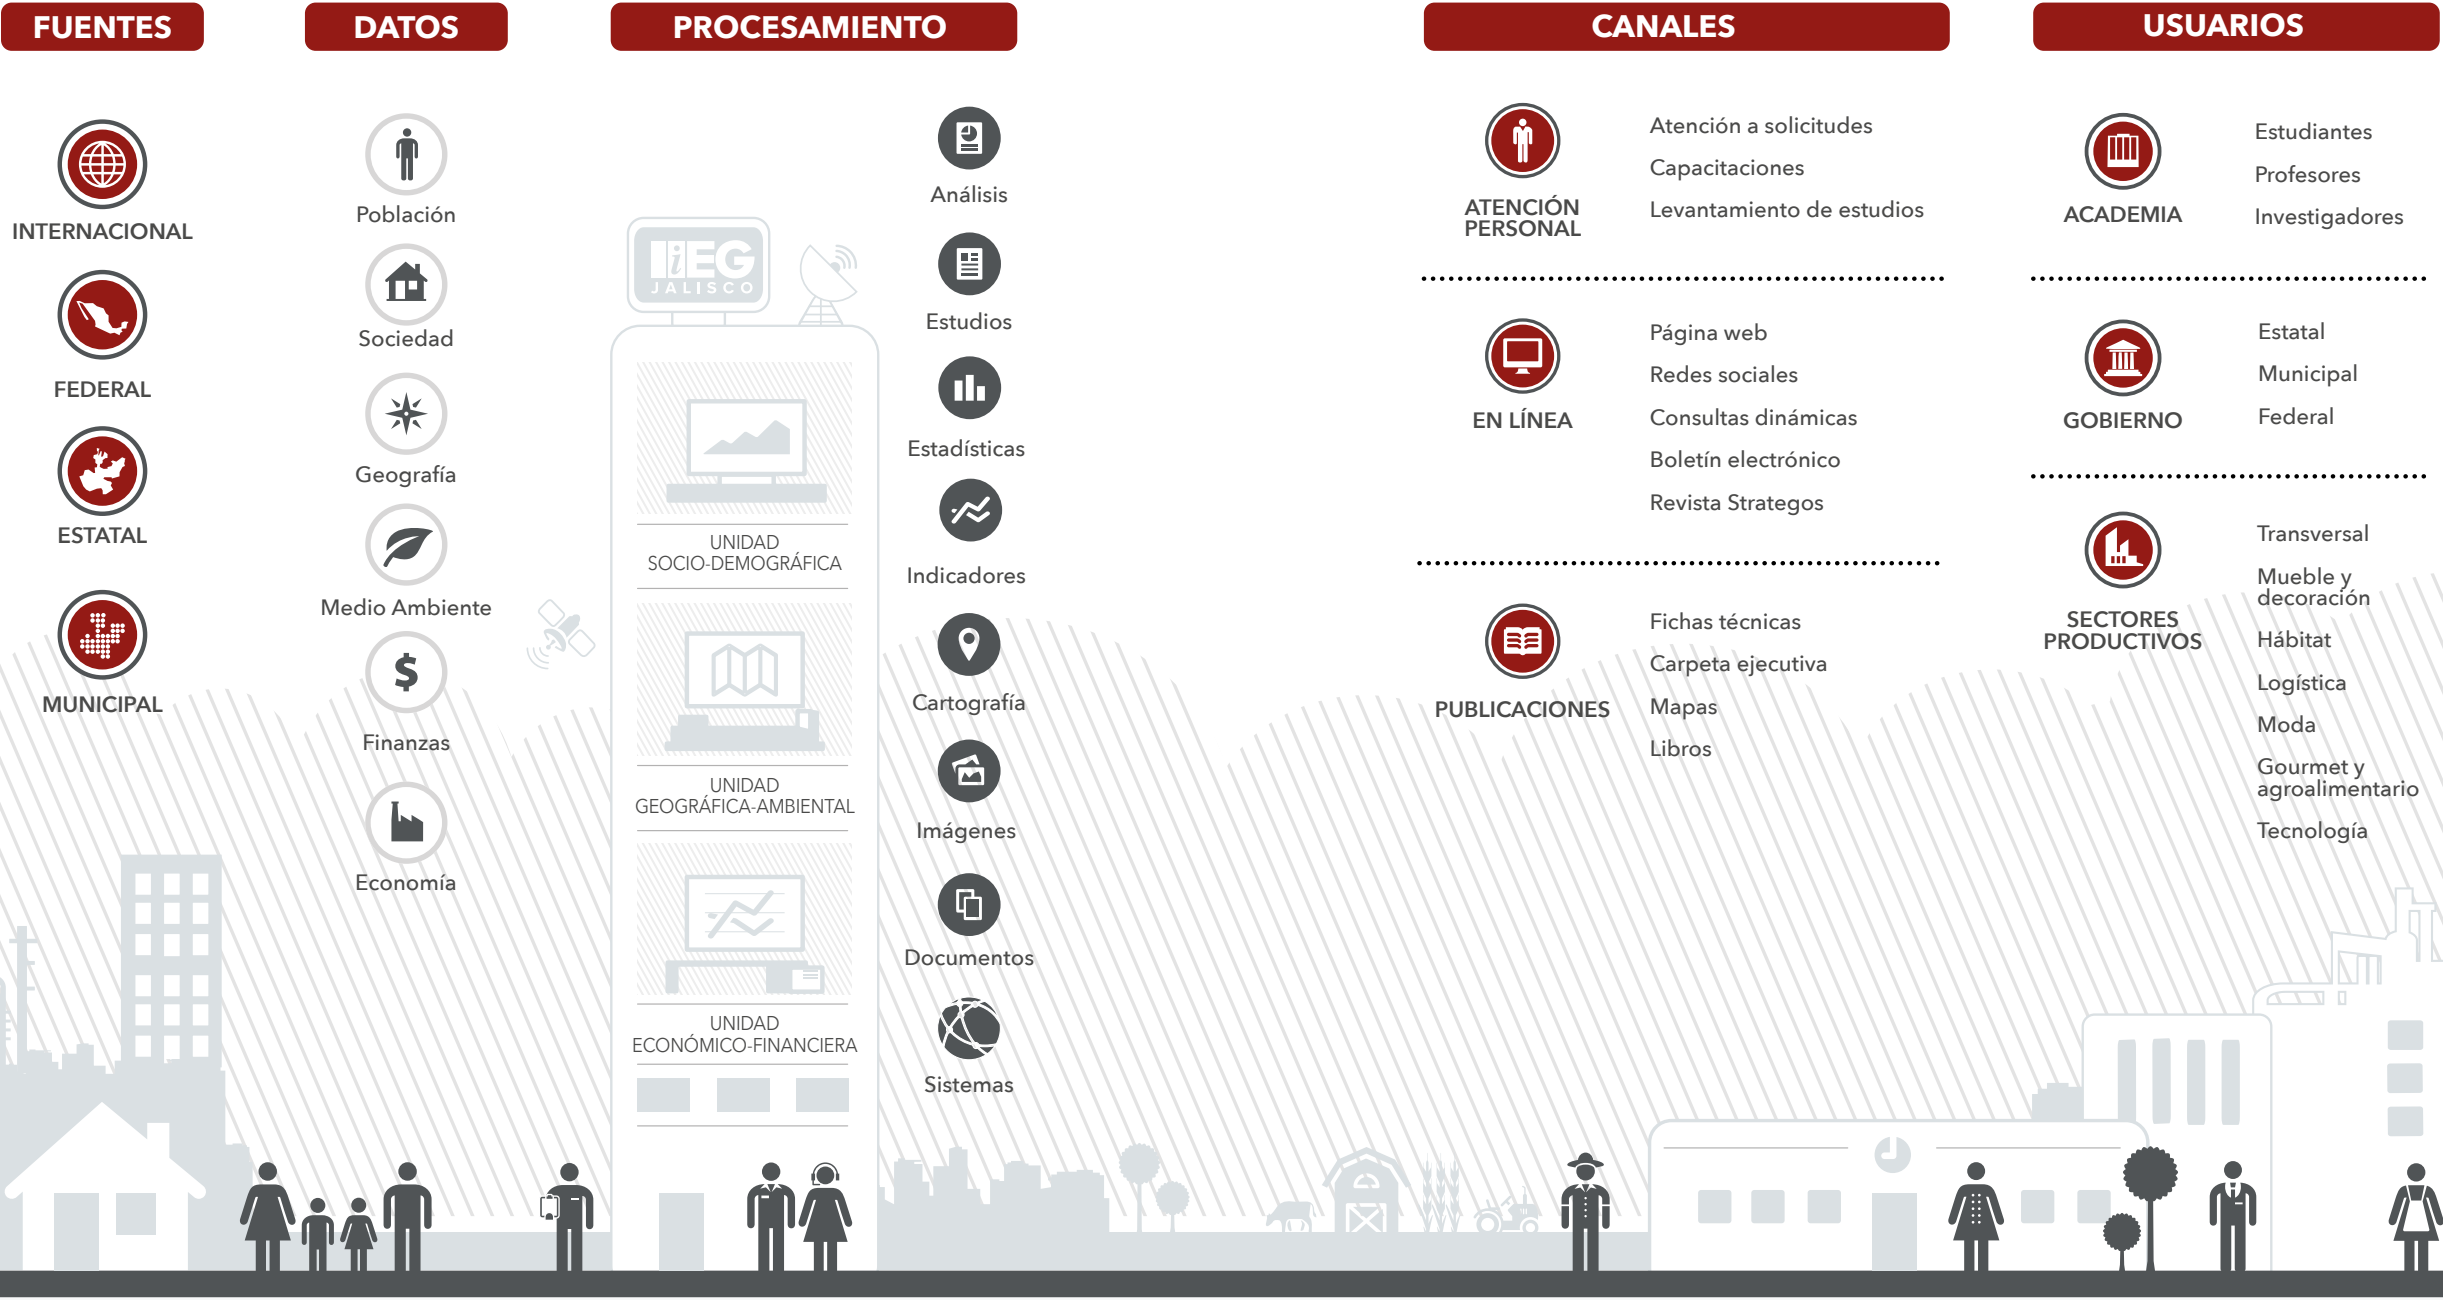 FUENTES
DATOS
PROCESAMIENTO
CANALES
USUARIOS
INTERNACIONAL
FEDERAL
ESTATAL
MUNICIPAL
Población
Sociedad
Geografía
Medio Ambiente
$
Finanzas
Economía
iiEG
JALISCO
UNIDAD
SOCIO-DEMOGRÁFICA
UNIDAD
GEOGRÁFICA-AMBIENTAL
UNIDAD
ECONÓMICO-FINANCIERA
Análisis
Estudios
Estadísticas
Indicadores
Cartografía
Imágenes
Documentos
Sistemas
ATENCIÓN
PERSONAL
Atención a solicitudes
Capacitaciones
Levantamiento de estudios
EN LÍNEA
Página web
Redes sociales
Consultas dinámicas
Boletín electrónico
Revista Strategos
PUBLICACIONES
Fichas técnicas
Carpeta ejecutiva
Mapas
Libros
ACADEMIA
Estudiantes
Profesores
Investigadores
GOBIERNO
Estatal
Municipal
Federal
SECTORES
PRODUCTIVOS
Transversal
Mueble y
decoración
Hábitat
Logística
Moda
Gourmet y
agroalimentario
Tecnología